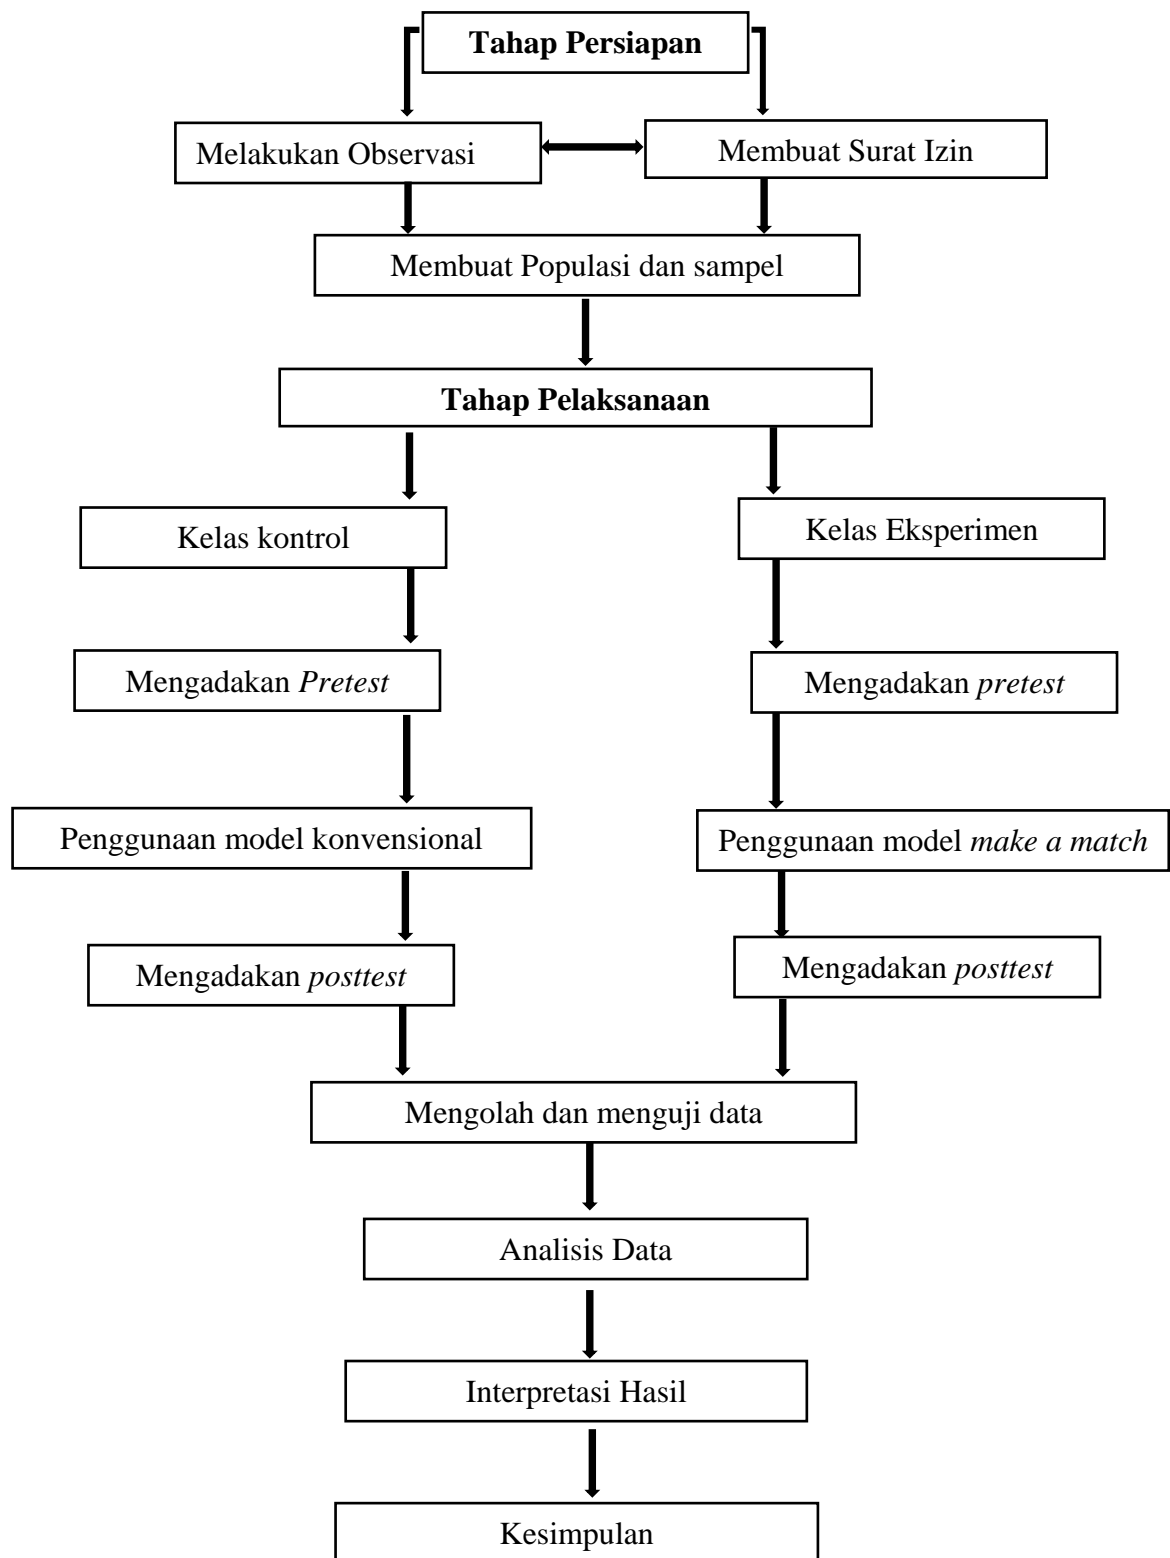 Tahap Persiapan
Melakukan Observasi
Membuat Surat Izin
Membuat Populasi dan sampel
Tahap Pelaksanaan
Kelas kontrol
Kelas Eksperimen
Mengadakan Pretest
Mengadakan pretest
Penggunaan model konvensional
Penggunaan model make a match
Mengadakan posttest
Mengadakan posttest
Mengolah dan menguji data
Analisis Data
Interpretasi Hasil
Kesimpulan